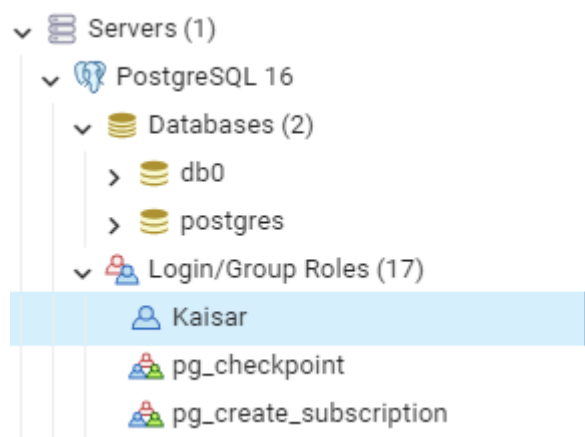 Servers (1)
PostgreSQL 16
Databases (2)
db0
postgres
Login/Group Roles (17)
Kaisar
pg_checkpoint
pg_create_subscription